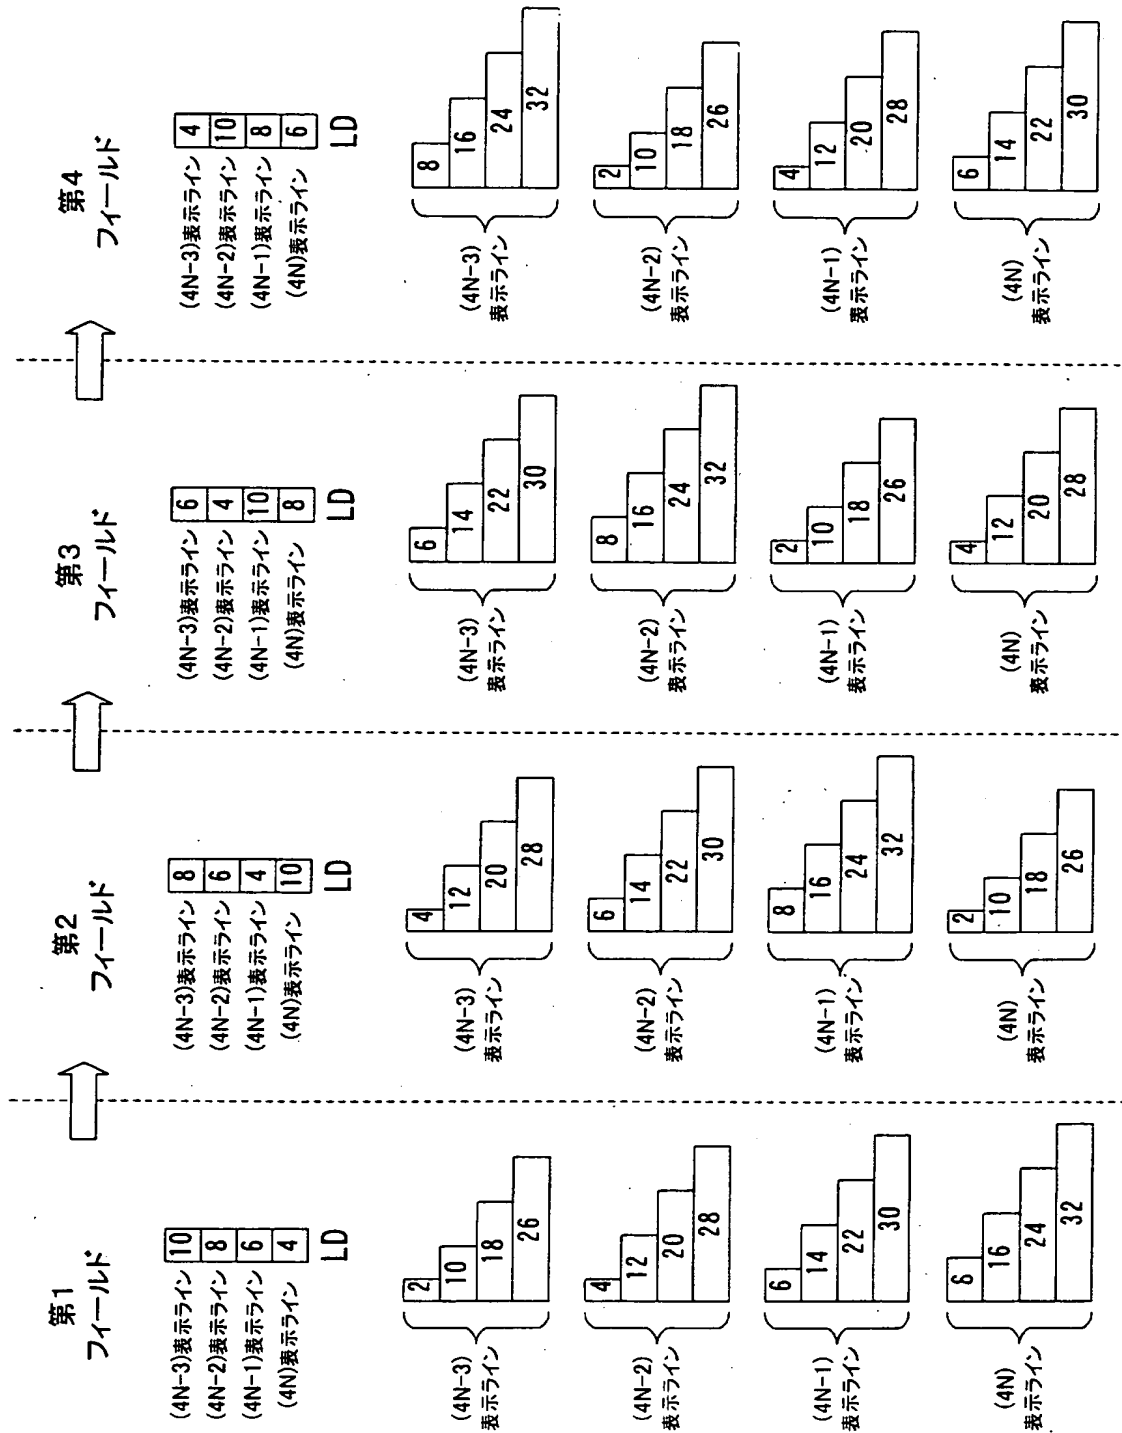 第1
フィールド
(4N-3)表示ライン 10
(4N-2)表示ライン 8
(4N-1)表示ライン 6
(4N)表示ライン 4
LD
(4N-3)
表示ライン
2
10
18
26
(4N-2)
表示ライン
4
12
20
28
(4N-1)
表示ライン
6
14
22
30
(4N)
表示ライン
8
16
24
32
第2
フィールド
(4N-3)表示ライン 8
(4N-2)表示ライン 6
(4N-1)表示ライン 4
(4N)表示ライン 10
LD
(4N-3)
表示ライン
4
12
20
28
(4N-2)
表示ライン
6
14
22
30
(4N-1)
表示ライン
8
16
24
32
(4N)
表示ライン
2
10
18
26
第3
フィールド
(4N-3)表示ライン 6
(4N-2)表示ライン 4
(4N-1)表示ライン 10
(4N)表示ライン 8
LD
(4N-3)
表示ライン
6
14
22
30
(4N-2)
表示ライン
8
16
24
32
(4N-1)
表示ライン
2
10
18
26
(4N)
表示ライン
4
12
20
28
第4
フィールド
(4N-3)表示ライン 4
(4N-2)表示ライン 10
(4N-1)表示ライン 8
(4N)表示ライン 6
LD
(4N-3)
表示ライン
8
16
24
32
(4N-2)
表示ライン
2
10
18
26
(4N-1)
表示ライン
4
12
20
28
(4N)
表示ライン
6
14
22
30